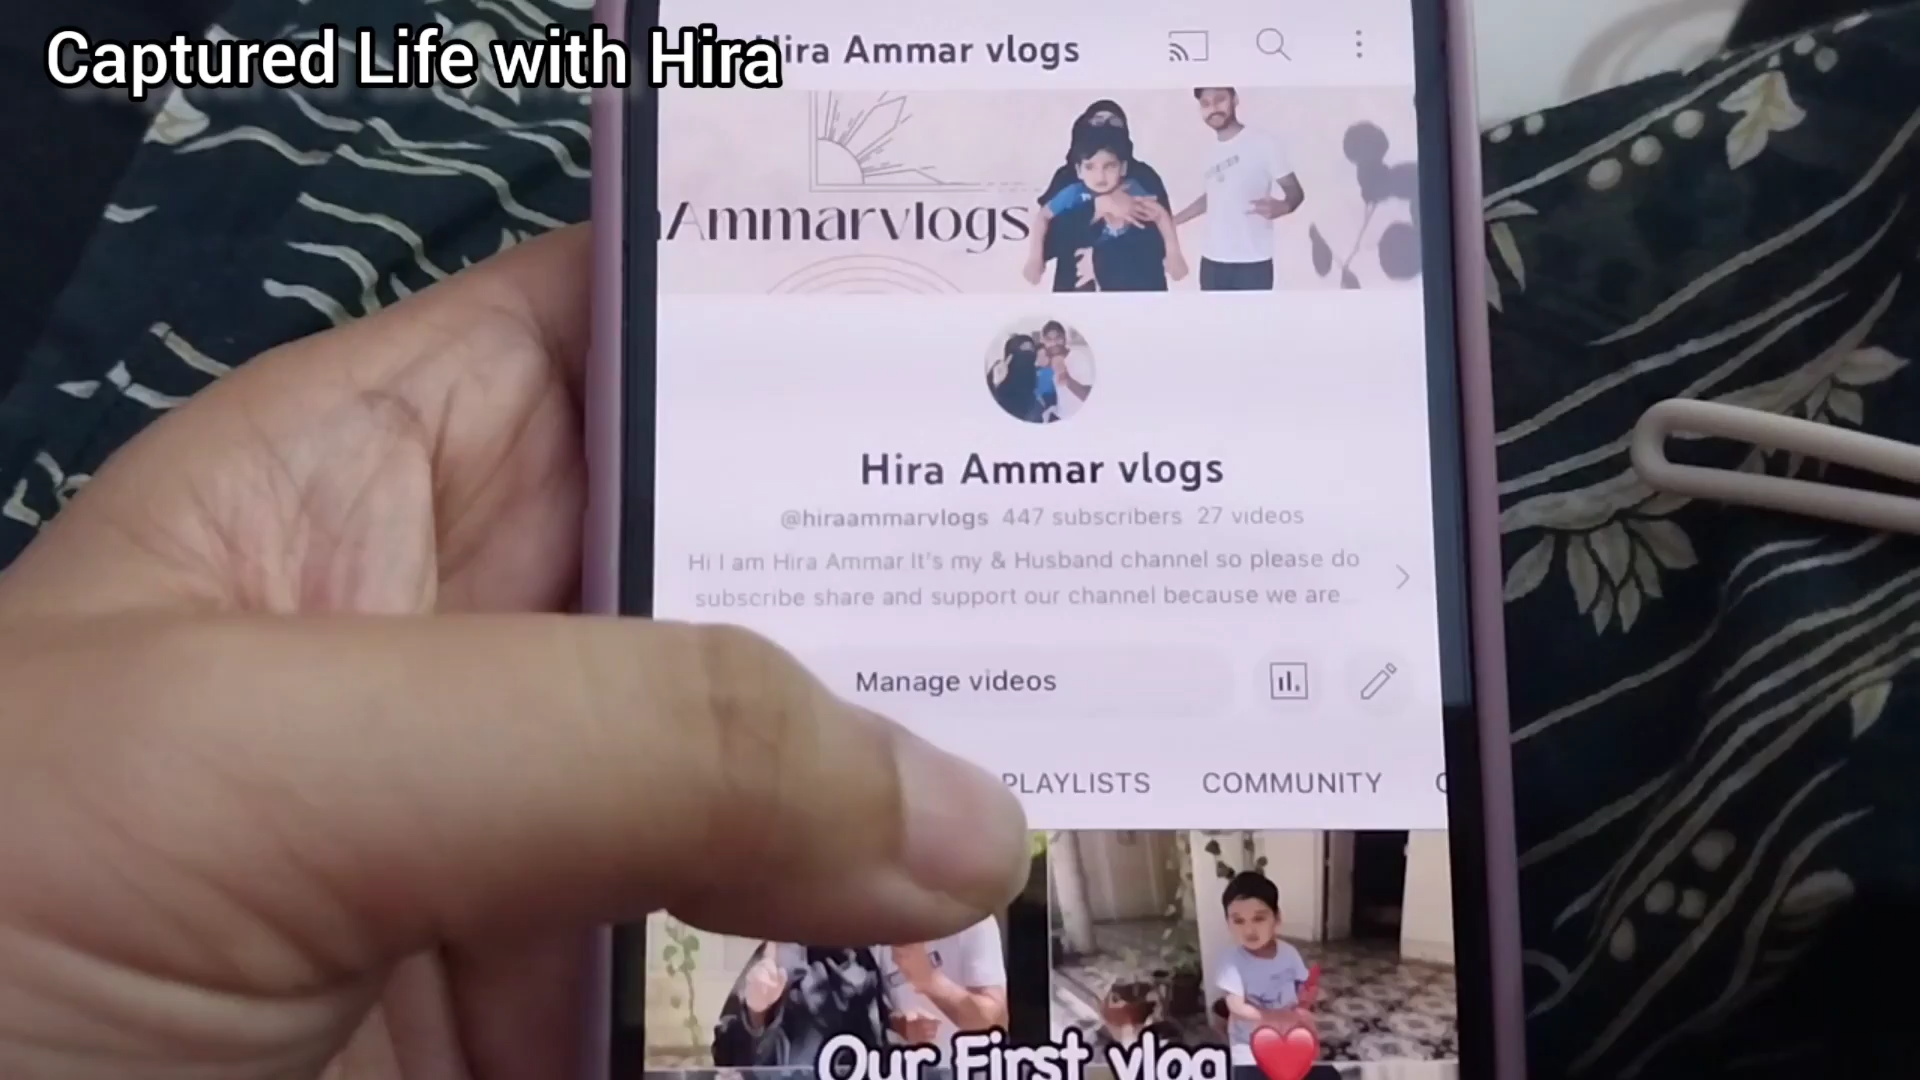 Captured Life with Hira
Hira Ammar vlogs
Ammarvlogs
Hira Ammar vlogs
@hiraammarvlogs 447 subscribers 27 videos
Hi I am Hira Ammar It's my & Husband channel so please do
subscribe share and support our channel because we are...
Manage videos
PLAYLISTS COMMUNITY
Our First vlog ❤️